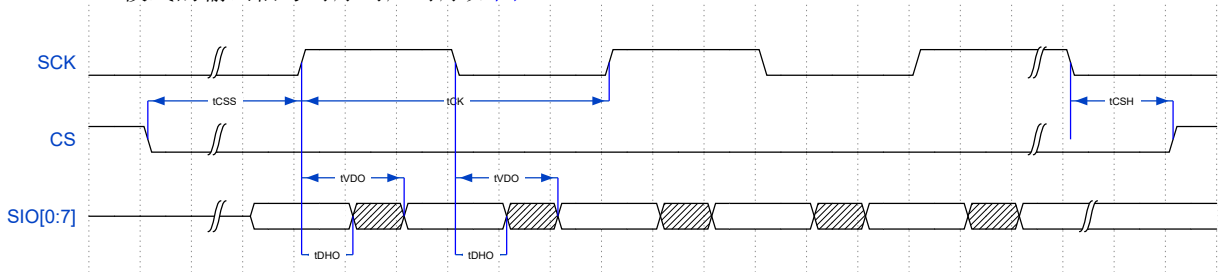 SCK
tCSS
tCK
tCSH
CS
tVDO
tVDO
SIO[0:7]
tDHO
tDHO